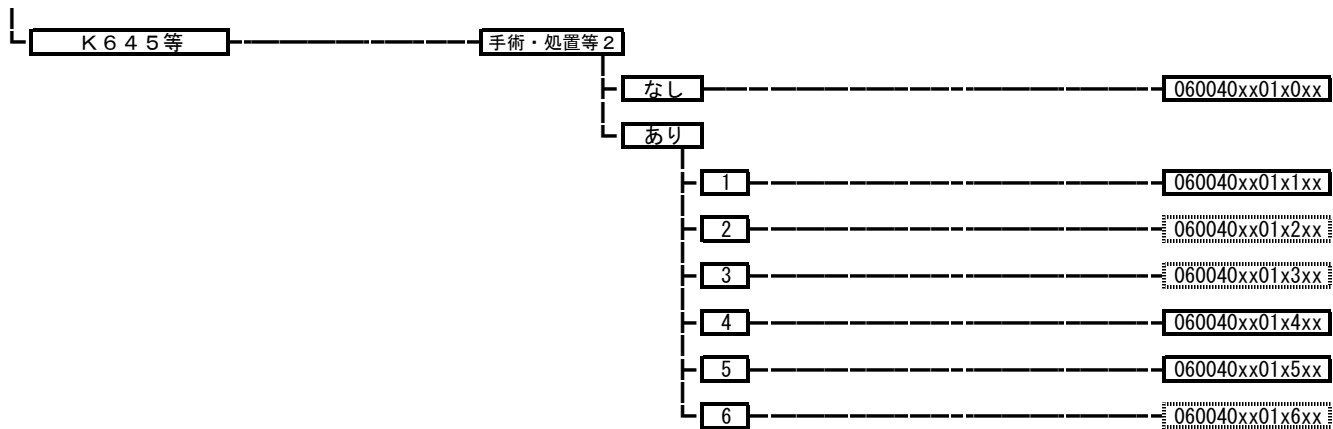 Ｋ６４５等 手術・処置等２
なし 060040xx01x0xx
あり
1 060040xx01x1xx
2 060040xx01x2xx
3 060040xx01x3xx
4 060040xx01x4xx
5 060040xx01x5xx
6 060040xx01x6xx